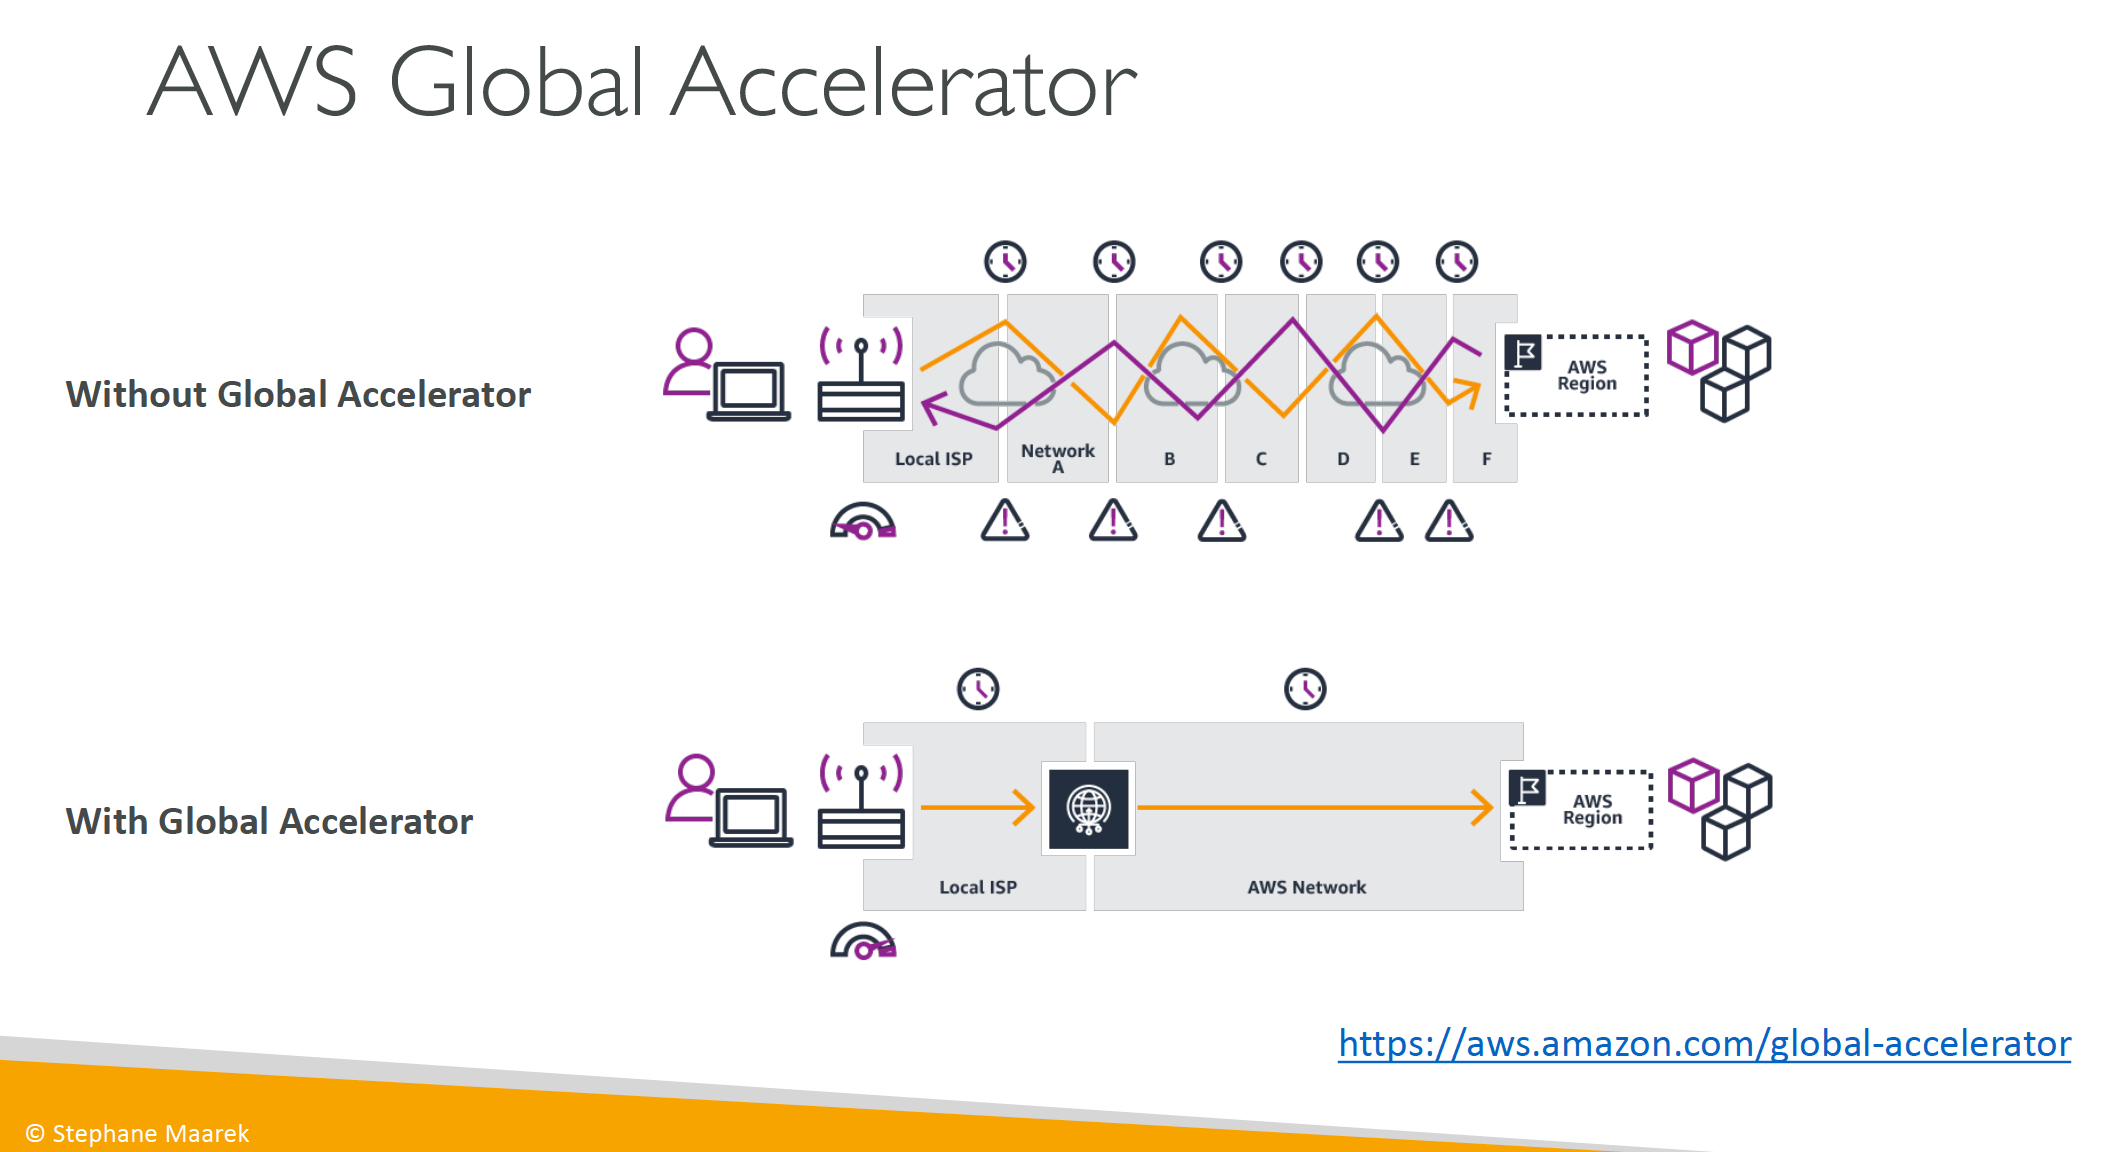 AWS Global Accelerator
Without Global Accelerator
Local ISP
Network
A
B
C
D
E
F
AWS
Region
With Global Accelerator
Local ISP
AWS Network
AWS
Region
https://aws.amazon.com/global-accelerator
© Stephane Maarek